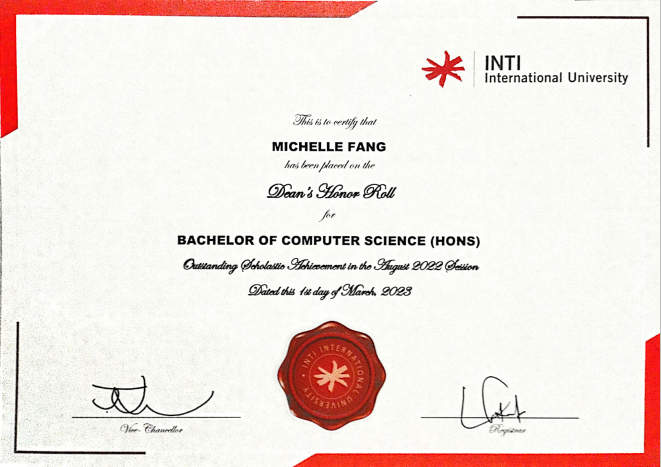 INTI
International University
This is to certify that
MICHELLE FANG
has been placed on the
Dean's Honor Roll
for
BACHELOR OF COMPUTER SCIENCE (HONS)
Outstanding Scholastic Achievement in the August 2022 Session
Dated this 1st day of March, 2023
INTI INTERNATIONAL UNIVERSITY
Vice-Chancellor
Registrar